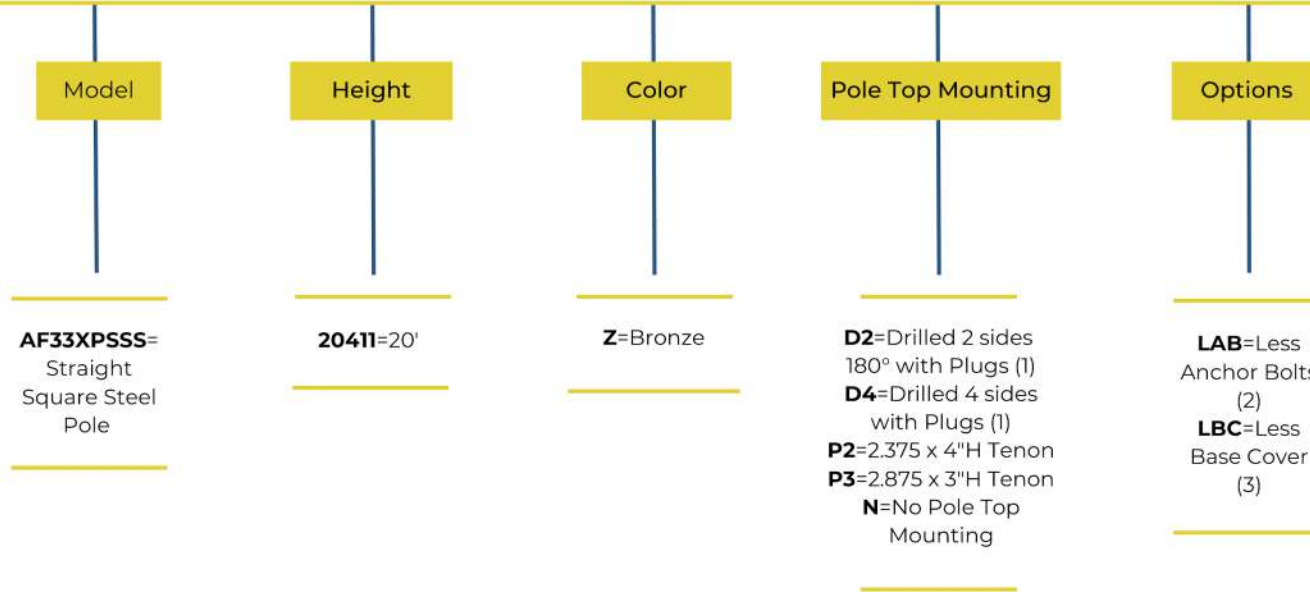 Model
Height
Color
Pole Top Mounting
Options
AF33XPSSS=
Straight
Square Steel
Pole
20411=20'
Z=Bronze
D2=Drilled 2 sides
180° with Plugs (1)
D4=Drilled 4 sides
with Plugs (1)
P2=2.375 x 4"H Tenon
P3=2.875 x 3"H Tenon
N=No Pole Top
Mounting
LAB=Less
Anchor Bolts
(2)
LBC=Less
Base Cover
(3)